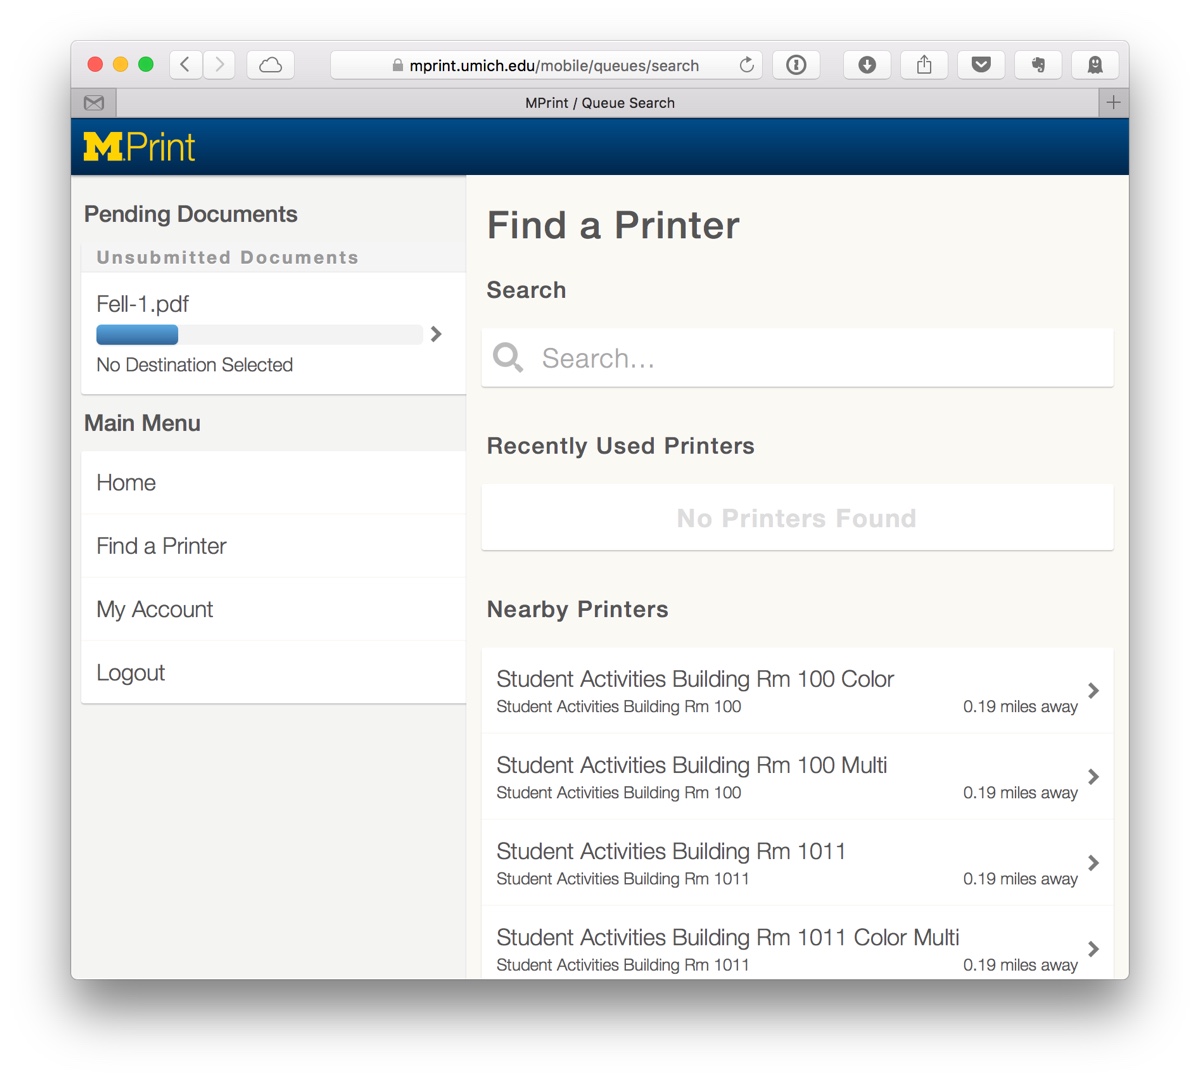 mprint.umich.edu/mobile/queues/search
MPrint / Queue Search
M Print
Pending Documents
Unsubmitted Documents
Fell-1.pdf
No Destination Selected
Main Menu
Home
Find a Printer
My Account
Logout
Find a Printer
Search
Search...
Recently Used Printers
No Printers Found
Nearby Printers
Student Activities Building Rm 100 Color
Student Activities Building Rm 100 0.19 miles away
Student Activities Building Rm 100 Multi
Student Activities Building Rm 100 0.19 miles away
Student Activities Building Rm 1011
Student Activities Building Rm 1011 0.19 miles away
Student Activities Building Rm 1011 Color Multi
Student Activities Building Rm 1011 0.19 miles away